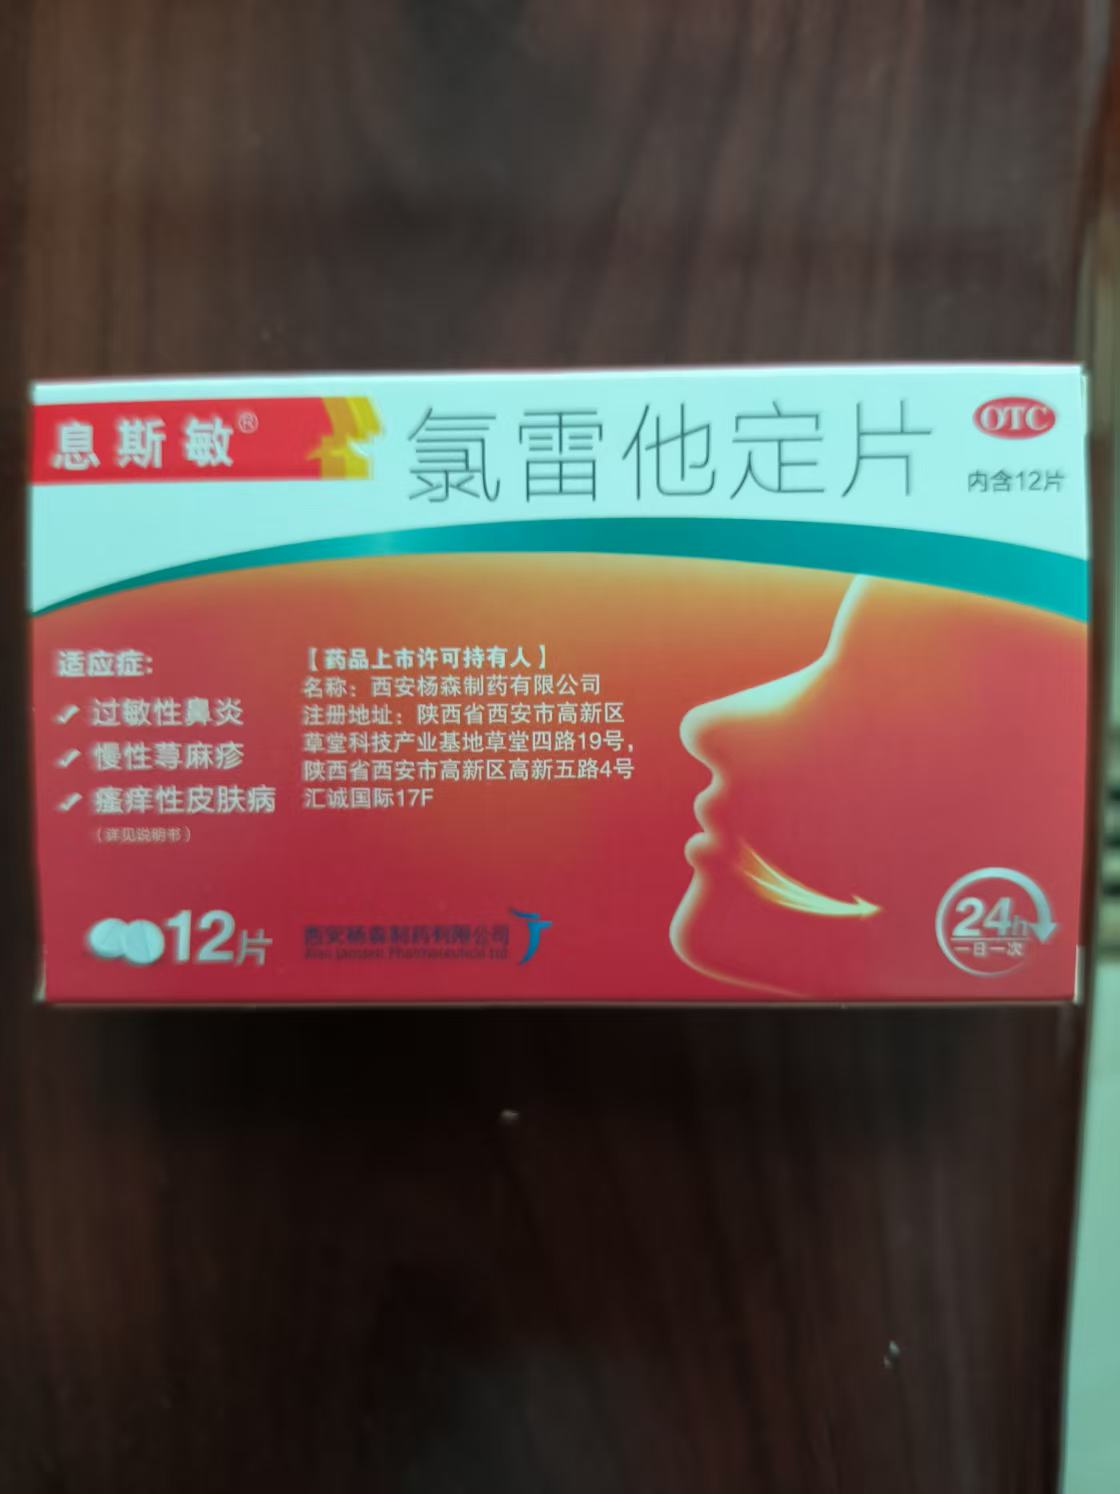 息斯敏®
氯雷他定片
OTC
内含12片
适应症:
过敏性鼻炎
慢性荨麻疹
瘙痒性皮肤病
(详见说明书)
【药品上市许可持有人】
名称：西安杨森制药有限公司
注册地址：陕西省西安市高新区
草堂科技产业基地草堂四路19号，
陕西省西安市高新区高新五路4号
汇诚国际17F
12片
西安杨森制药有限公司
Xian Janssen Pharmaceutical Ltd.
24h
一日一次